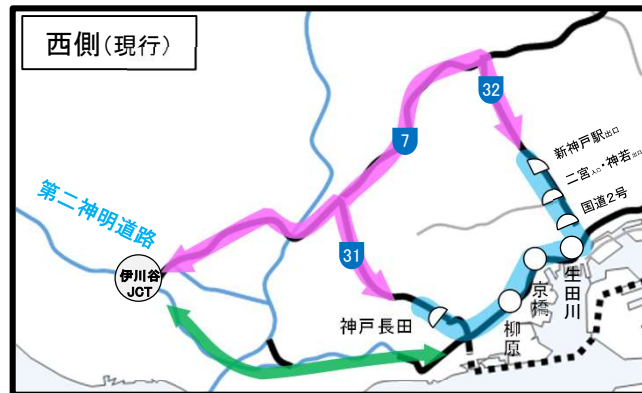 西側(現行)
32
新神戸駅出口
7
二宮入口・神若出口
国道2号
第二神明道路
31
伊川谷
JCT
生田川
京橋
神戸長田
柳原